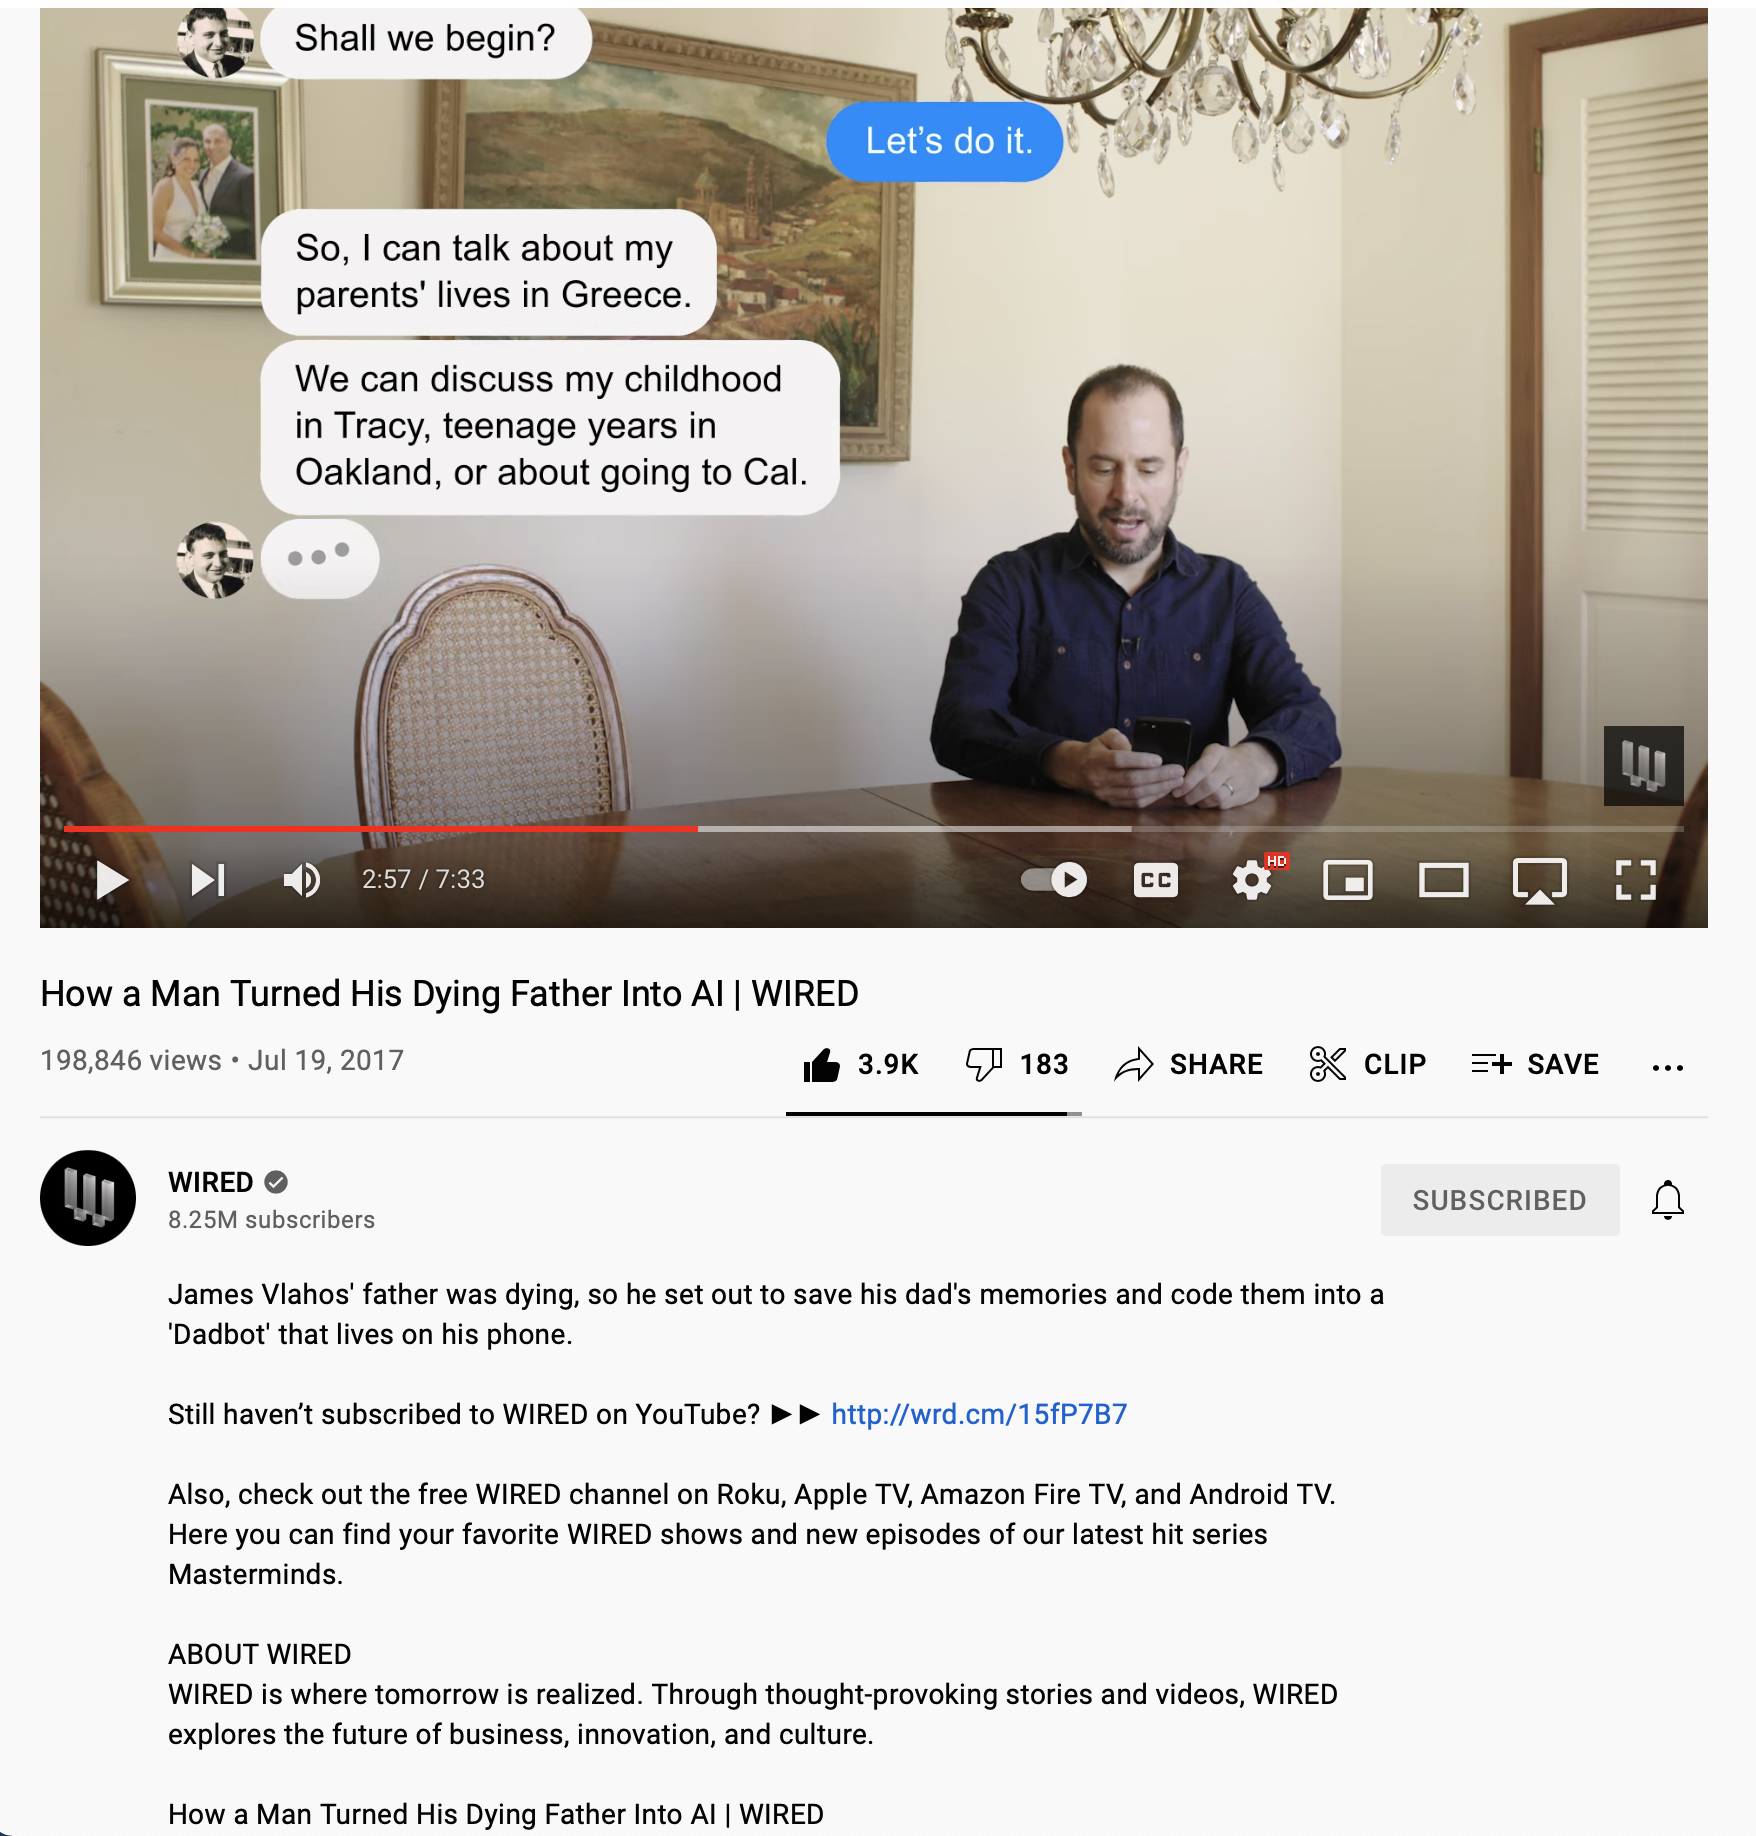 Shall we begin?
Let's do it.
So, I can talk about my
parents' lives in Greece.
We can discuss my childhood
in Tracy, teenage years in
Oakland, or about going to Cal.
2:57 / 7:33
CC
HD
How a Man Turned His Dying Father Into AI | WIRED
198,846 views • Jul 19, 2017
3.9K 183 SHARE CLIP SAVE ...
WIRED
8.25M subscribers
SUBSCRIBED
James Vlahos' father was dying, so he set out to save his dad's memories and code them into a
'Dadbot' that lives on his phone.
Still haven’t subscribed to WIRED on YouTube? ►► http://wrd.cm/15fP7B7
Also, check out the free WIRED channel on Roku, Apple TV, Amazon Fire TV, and Android TV.
Here you can find your favorite WIRED shows and new episodes of our latest hit series
Masterminds.
ABOUT WIRED
WIRED is where tomorrow is realized. Through thought-provoking stories and videos, WIRED
explores the future of business, innovation, and culture.
How a Man Turned His Dying Father Into AI | WIRED